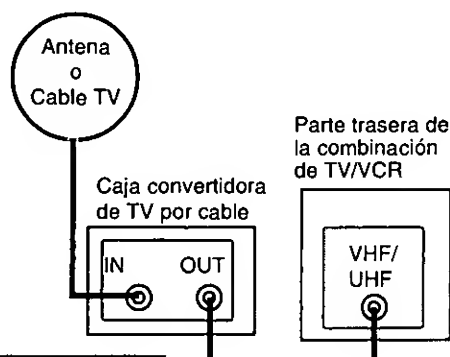 Antena
o
Cable TV
Parte trasera de
la combinación
de TV/VCR
Caja convertidora
de TV por cable
IN OUT
VHF/
UHF